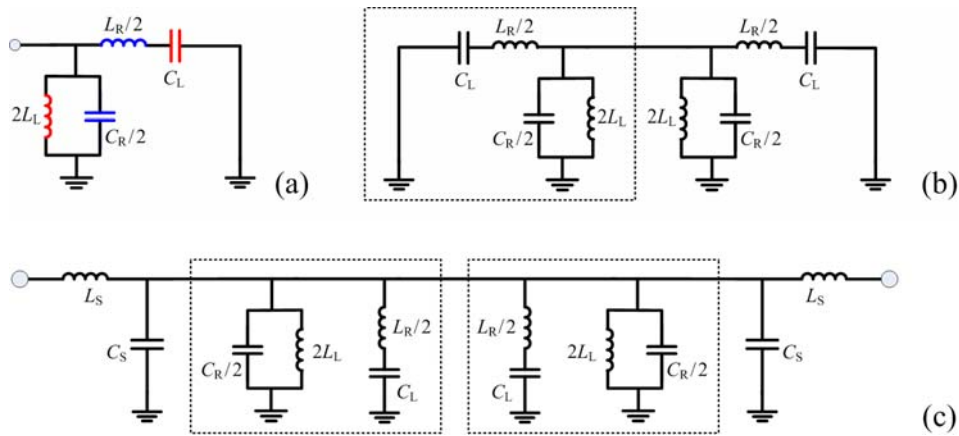 L_R/2
C_L
2L_L
C_R/2
(a)
L_R/2
C_L
C_R/2
2L_L
2L_L
C_R/2
L_R/2
C_L
(b)
L_S
C_S
C_R/2
2L_L
L_R/2
C_L
L_R/2
C_L
2L_L
C_R/2
L_S
C_S
(c)